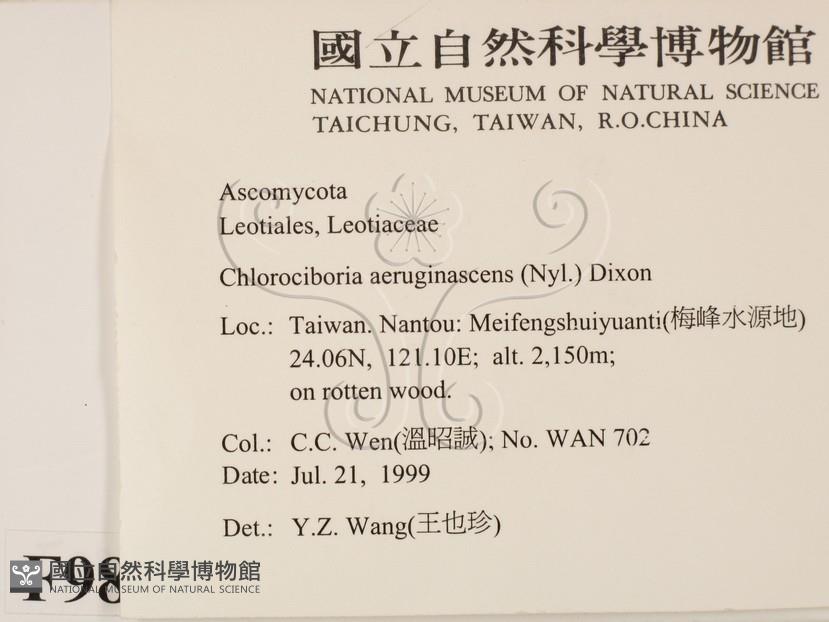 國立自然科學博物館
NATIONAL MUSEUM OF NATURAL SCIENCE
TAICHUNG, TAIWAN, R.O.CHINA
Ascomycota
Leotiales, Leotiaceae
Chlorociboria aeruginascens (Nyl.) Dixon
Loc.: Taiwan. Nantou: Meifengshuiyuanti(梅峰水源地)
24.06N, 121.10E; alt. 2,150m;
on rotten wood.
Col.: C.C. Wen(溫昭誠); No. WAN 702
Date: Jul. 21, 1999
Det.: Y.Z. Wang(王也珍)
F98
國立自然科學博物館
NATIONAL MUSEUM OF NATURAL SCIENCE